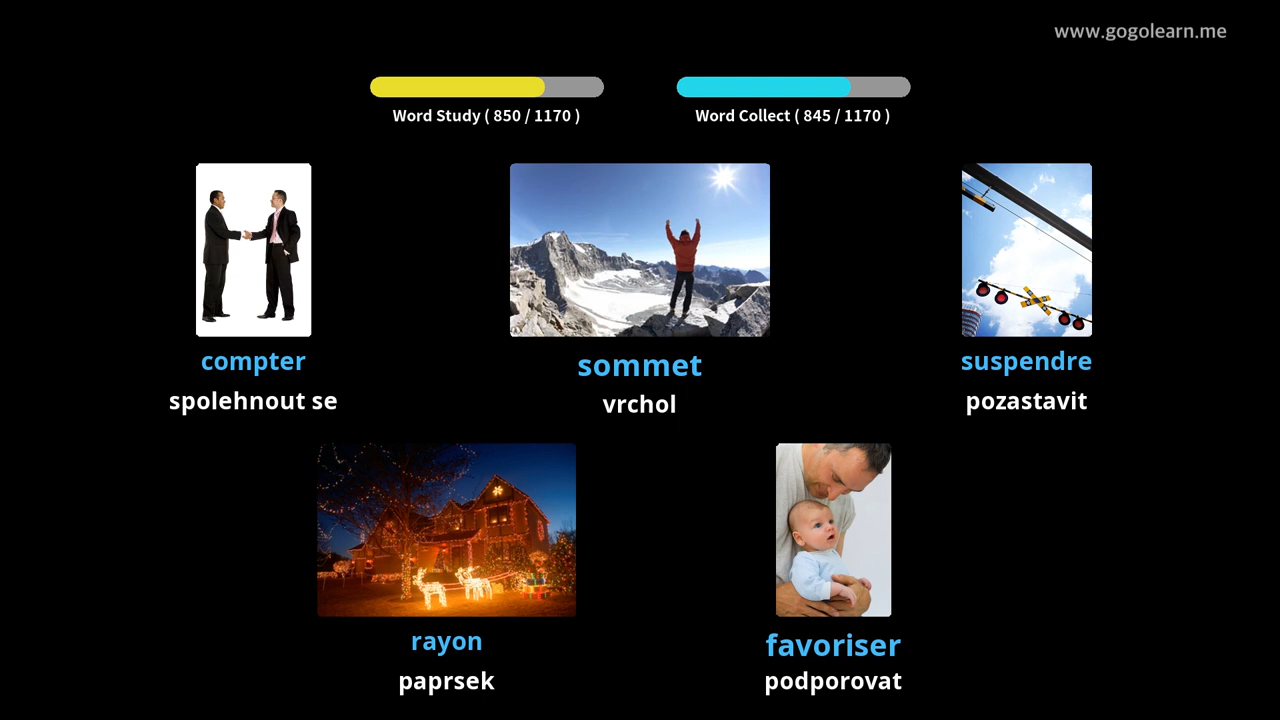 www.gogolearn.me
Word Study ( 850 / 1170 )
Word Collect ( 845 / 1170 )
compter
spolehnout se
sommet
vrchol
suspendre
pozastavit
rayon
paprsek
favoriser
podporovat